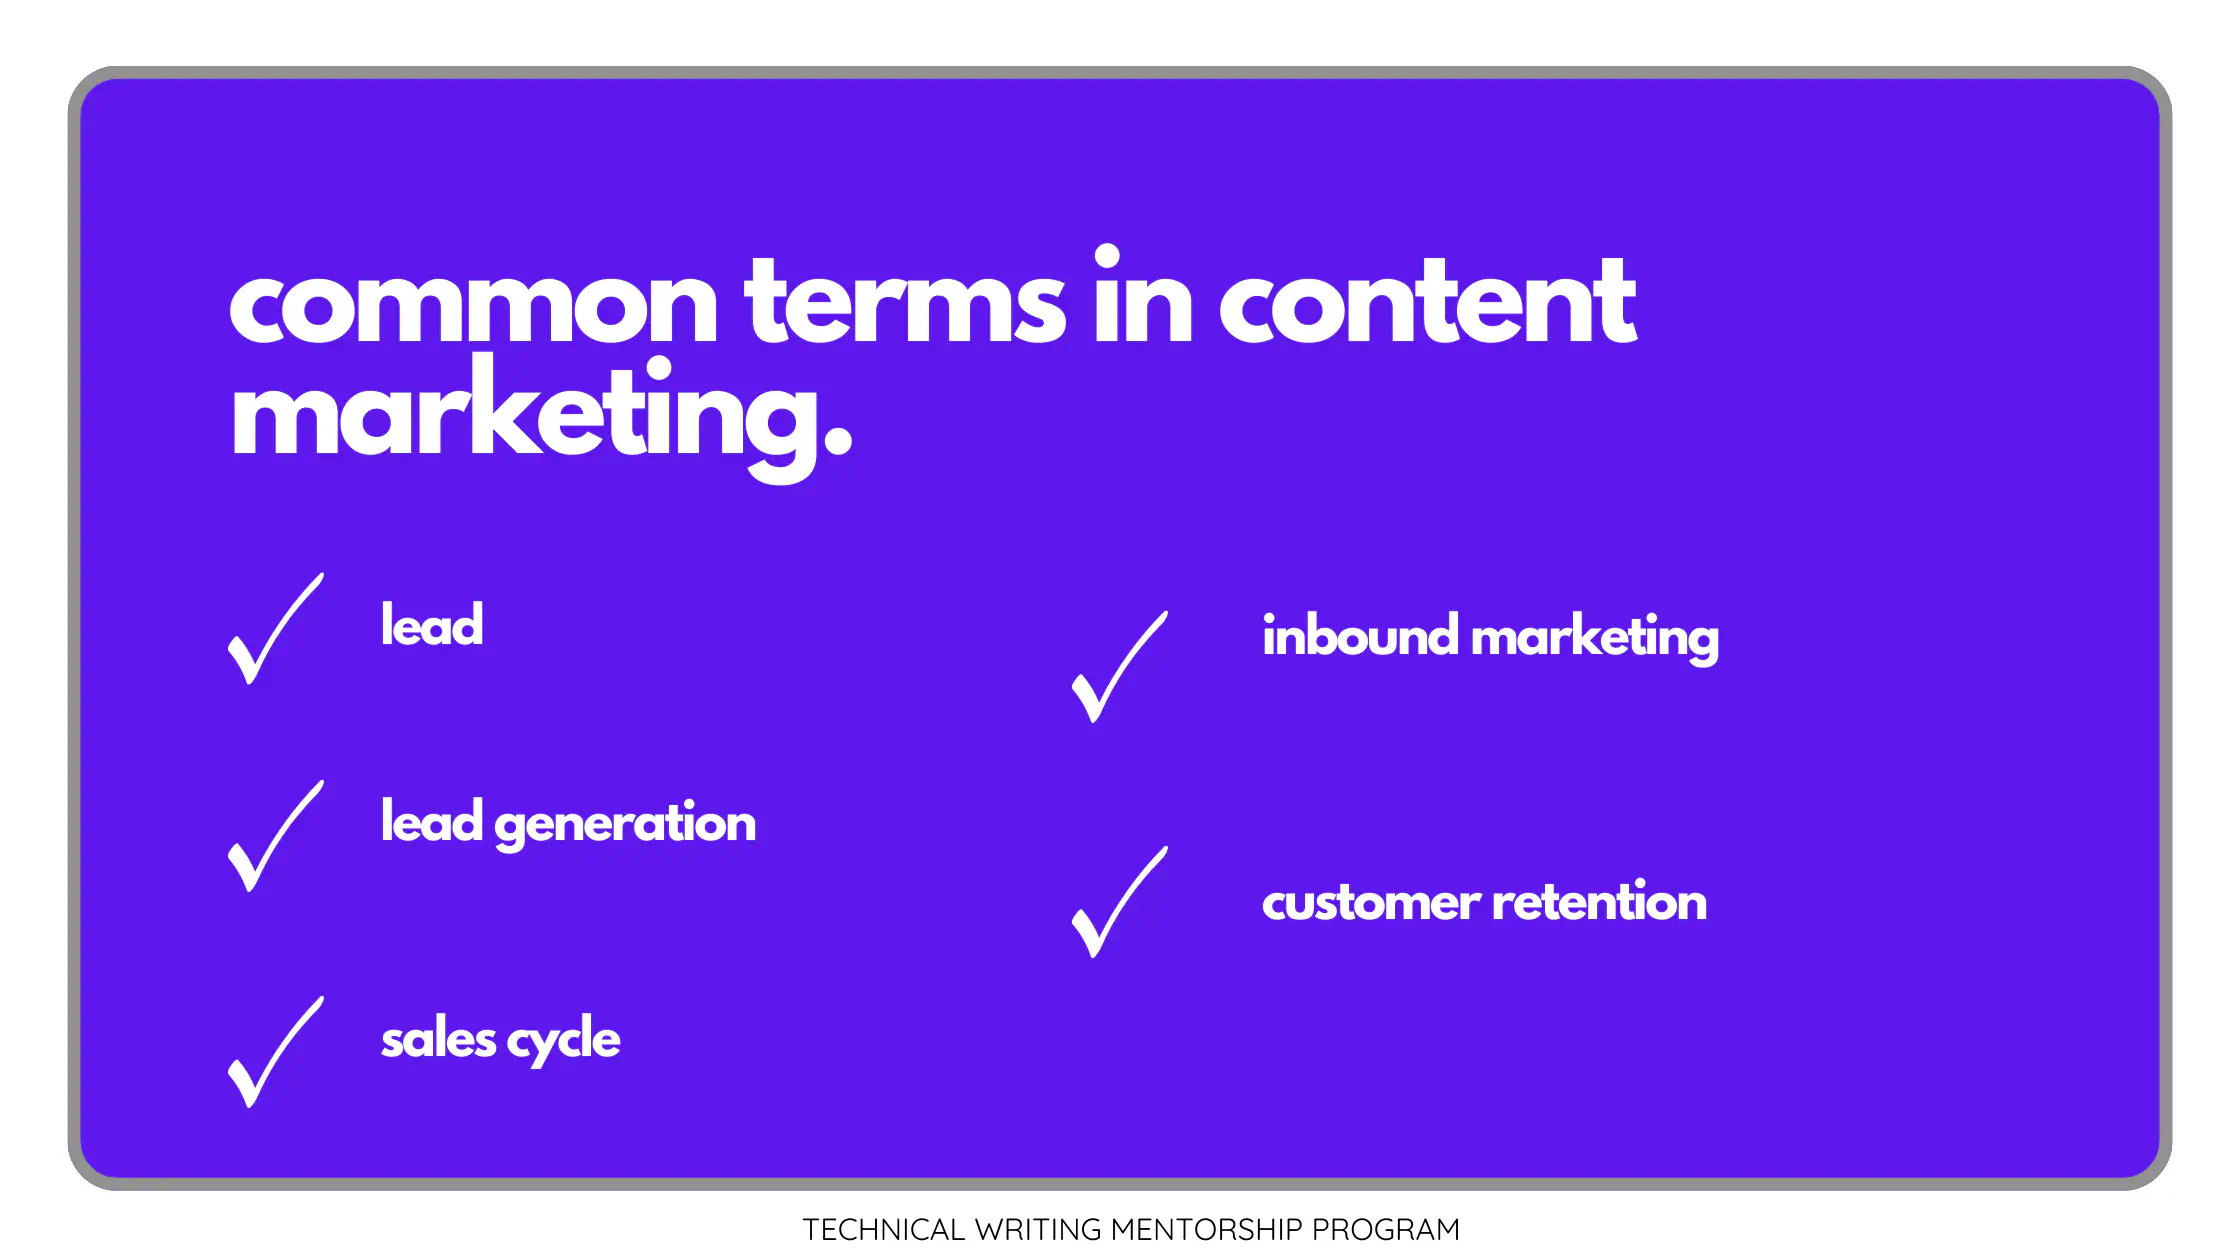 common terms in content
marketing.
lead
lead generation
sales cycle
inbound marketing
customer retention
TECHNICAL WRITING MENTORSHIP PROGRAM